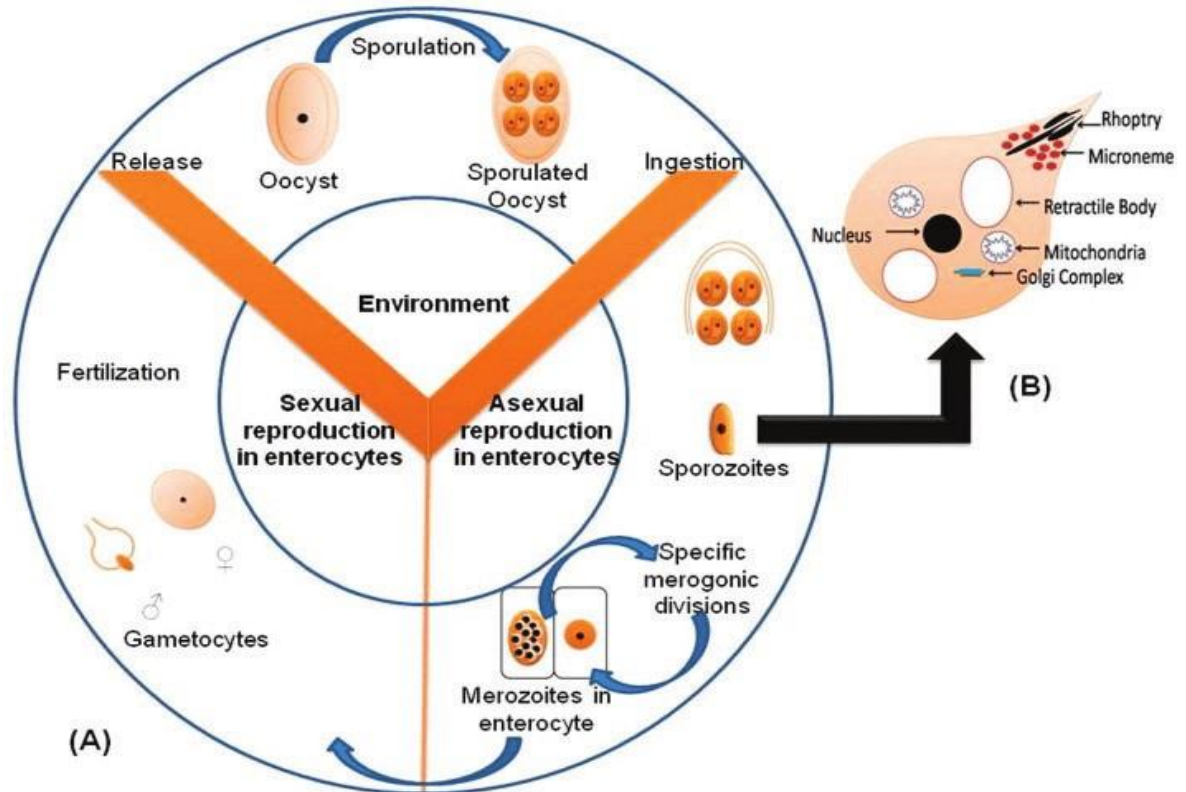 Sporulation
Release
Oocyst
Sporulated
Oocyst
Ingestion
Environment
Fertilization
Sexual
reproduction
in enterocytes
Asexual
reproduction
in enterocytes
Sporozoites
Specific
merogonic
divisions
♀
♂
Gametocytes
Merozoites in
enterocyte
(A)
Rhoptry
Microneme
Retractile Body
Nucleus
Mitochondria
Golgi Complex
(B)